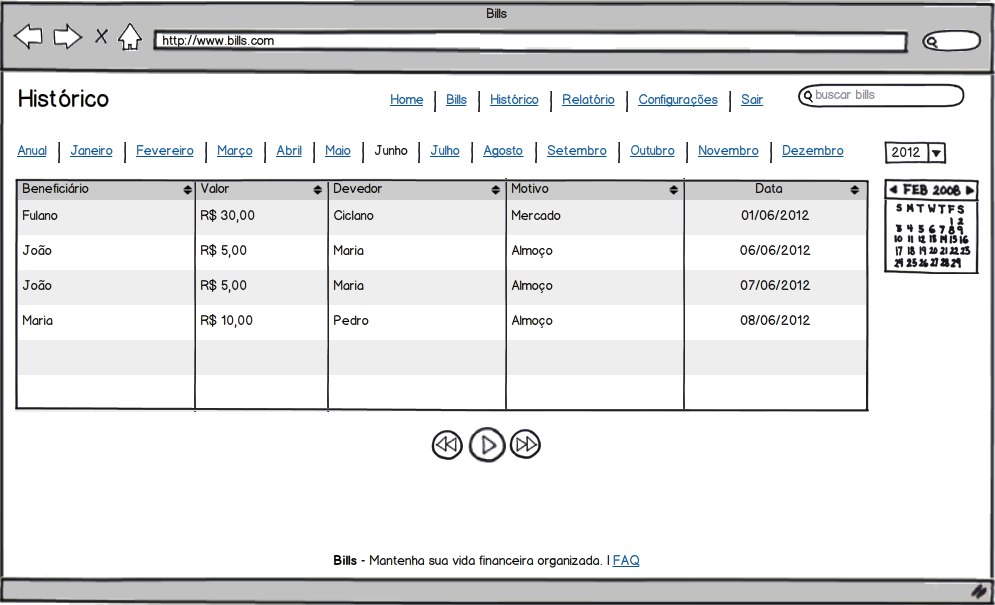 Bills
http://www.bills.com
Histórico
Home Bills Histórico Relatório Configurações Sair
buscar bills
Anual Janeiro Fevereiro Março Abril Maio Junho Julho Agosto Setembro Outubro Novembro Dezembro
2012
Beneficiário Valor Devedor Motivo Data
Fulano R$ 30,00 Ciclano Mercado 01/06/2012
João R$ 5,00 Maria Almoço 06/06/2012
João R$ 5,00 Maria Almoço 07/06/2012
Maria R$ 10,00 Pedro Almoço 08/06/2012
FEB 2008
S M T W T F S
1 2
3 4 5 6 7 8 9
10 11 12 13 14 15 16
17 18 19 20 21 22 23
24 25 26 27 28 29
Bills - Mantenha sua vida financeira organizada. | FAQ